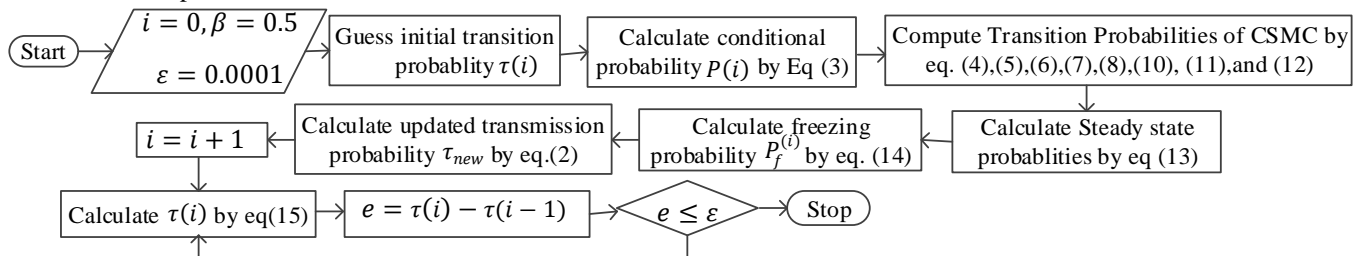 Start
i = 0, β = 0.5
ε = 0.0001
Guess initial transition
probablity τ(i)
Calculate conditional
probability P(i) by Eq (3)
Compute Transition Probabilities of CSMC by
eq. (4),(5),(6),(7),(8),(10), (11),and (12)
Calculate Steady state
probablities by eq (13)
Calculate freezing
probability P_f^(i) by eq. (14)
Calculate updated transmission
probability τ_new by eq.(2)
i = i + 1
Calculate τ(i) by eq(15)
e = τ(i) − τ(i − 1)
e ≤ ε
Stop